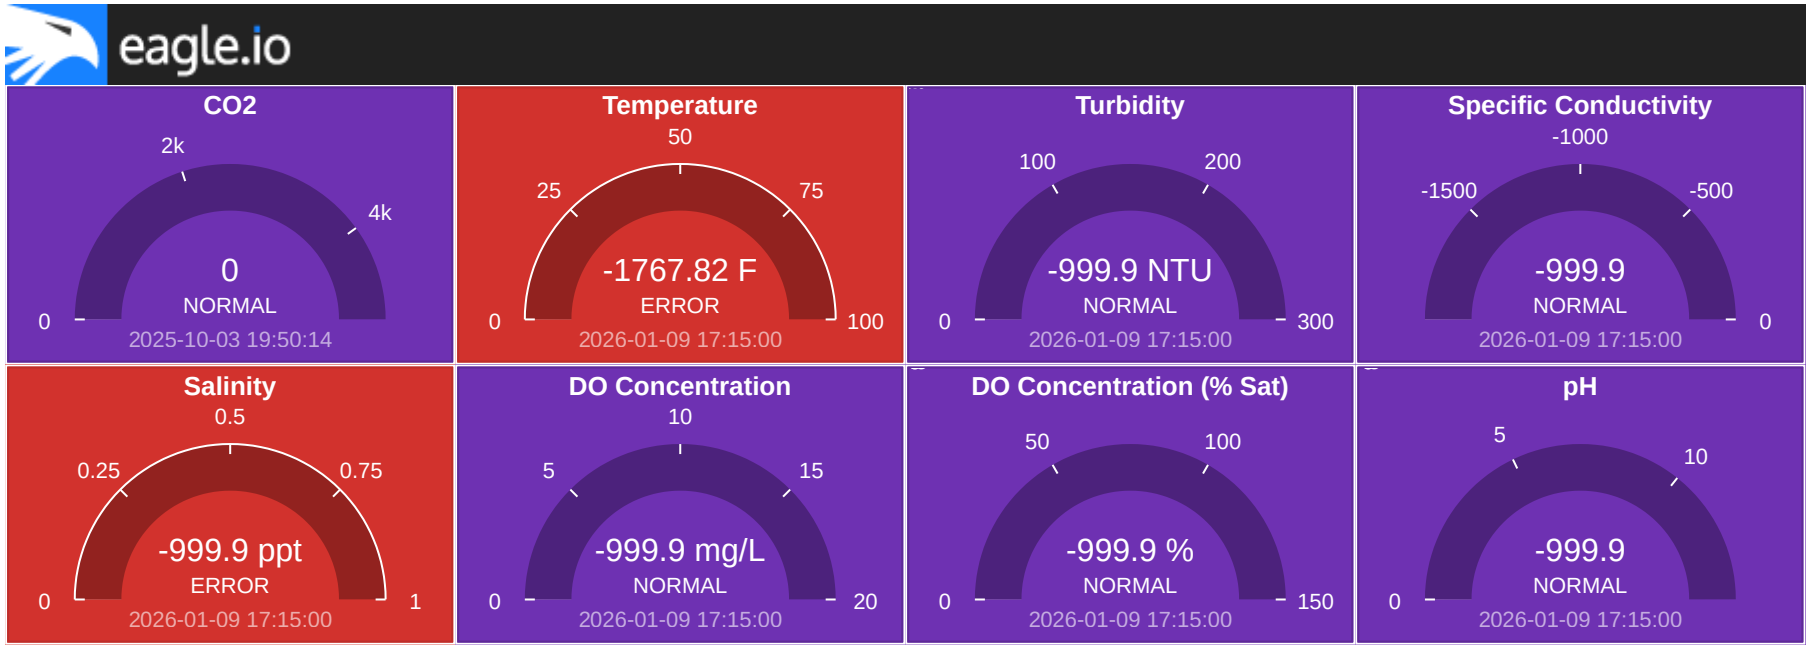 eagle.io
CO2
2k
4k
0
0
NORMAL
2025-10-03 19:50:14
Temperature
50
25
75
-1767.82 F
ERROR
0
100
2026-01-09 17:15:00
Turbidity
100
200
-999.9 NTU
NORMAL
0
300
2026-01-09 17:15:00
Specific Conductivity
-1000
-1500
-500
-999.9
NORMAL
0
2026-01-09 17:15:00
Salinity
0.5
0.25
0.75
-999.9 ppt
ERROR
0
1
2026-01-09 17:15:00
DO Concentration
10
5
15
-999.9 mg/L
NORMAL
0
20
2026-01-09 17:15:00
DO Concentration (% Sat)
50
100
-999.9 %
NORMAL
0
150
2026-01-09 17:15:00
pH
5
10
-999.9
NORMAL
0
2026-01-09 17:15:00